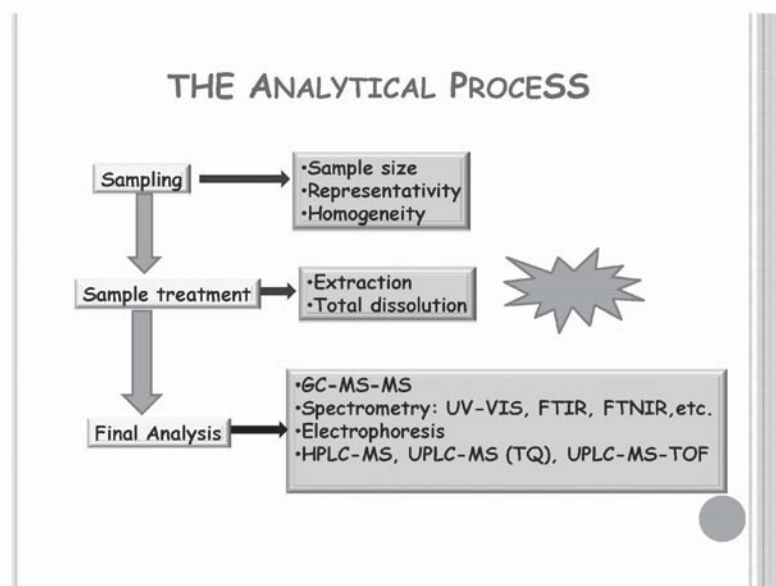 THE ANALYTICAL PROCESS
Sampling
•Sample size
•Representativity
•Homogeneity
Sample treatment
•Extraction
•Total dissolution
Final Analysis
•GC-MS-MS
•Spectrometry: UV-VIS, FTIR, FTNIR,etc.
•Electrophoresis
•HPLC-MS, UPLC-MS (TQ), UPLC-MS-TOF